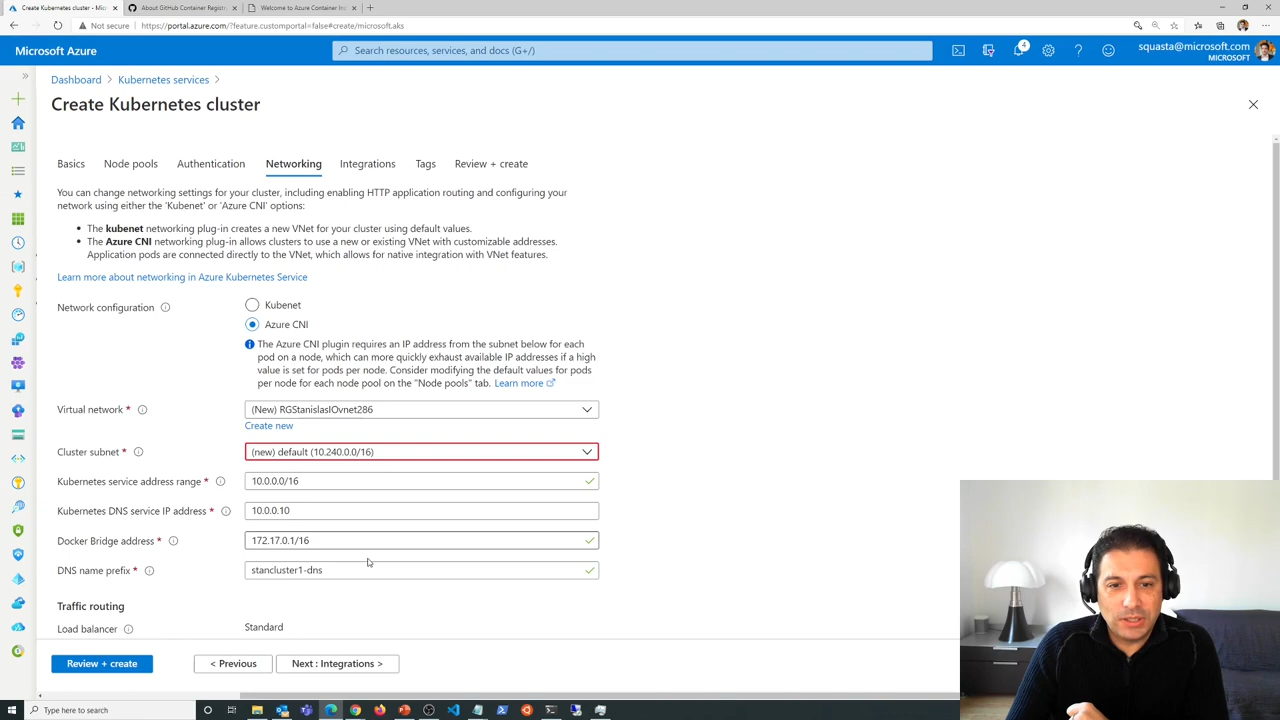 Create Kubernetes cluster - Mic
About GitHub Container Registry
Welcome to Azure Container Ins
Not secure
https://portal.azure.com/?feature.customportal=false#create/microsoft.aks
Microsoft Azure
Search resources, services, and docs (G+/)
4
squasta@microsoft.com
MICROSOFT
Dashboard > Kubernetes services >
Create Kubernetes cluster
Basics
Node pools
Authentication
Networking
Integrations
Tags
Review + create
You can change networking settings for your cluster, including enabling HTTP application routing and configuring your
network using either the 'Kubenet' or 'Azure CNI' options:
• The kubenet networking plug-in creates a new VNet for your cluster using default values.
• The Azure CNI networking plug-in allows clusters to use a new or existing VNet with customizable addresses.
Application pods are connected directly to the VNet, which allows for native integration with VNet features.
Learn more about networking in Azure Kubernetes Service
Network configuration
Kubenet
Azure CNI
The Azure CNI plugin requires an IP address from the subnet below for each
pod on a node, which can more quickly exhaust available IP addresses if a high
value is set for pods per node. Consider modifying the default values for pods
per node for each node pool on the "Node pools" tab. Learn more
Virtual network *
(New) RGStanislasIOvnet286
Create new
Cluster subnet *
(new) default (10.240.0.0/16)
Kubernetes service address range *
10.0.0.0/16
Kubernetes DNS service IP address *
10.0.0.10
Docker Bridge address *
172.17.0.1/16
DNS name prefix *
stancluster1-dns
Traffic routing
Load balancer
Standard
Review + create
< Previous
Next : Integrations >
Type here to search